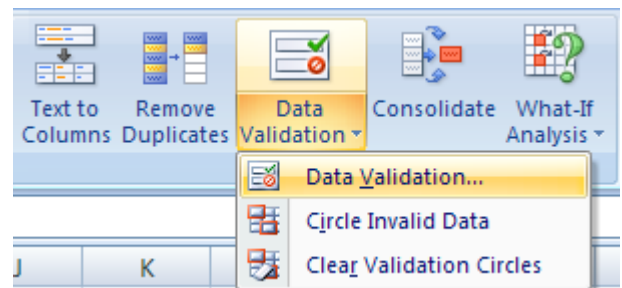 Text to Columns
Remove Duplicates
Data Validation
Consolidate
What-If Analysis
Data Validation...
Circle Invalid Data
Clear Validation Circles
J K